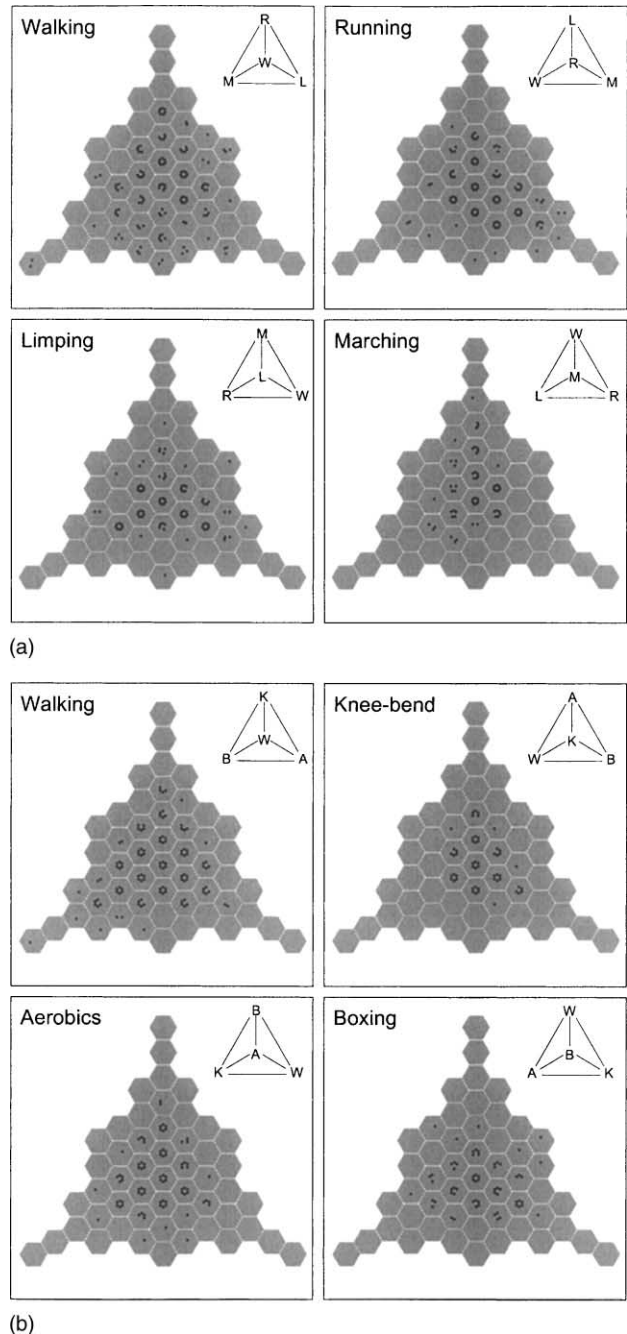 Walking
R
W
M L
Running
L
R
W M
Limping
M
L
R W
Marching
W
M
L R
(a)
Walking
K
W
B A
Knee-bend
A
K
W B
Aerobics
B
A
K W
Boxing
W
B
A K
(b)